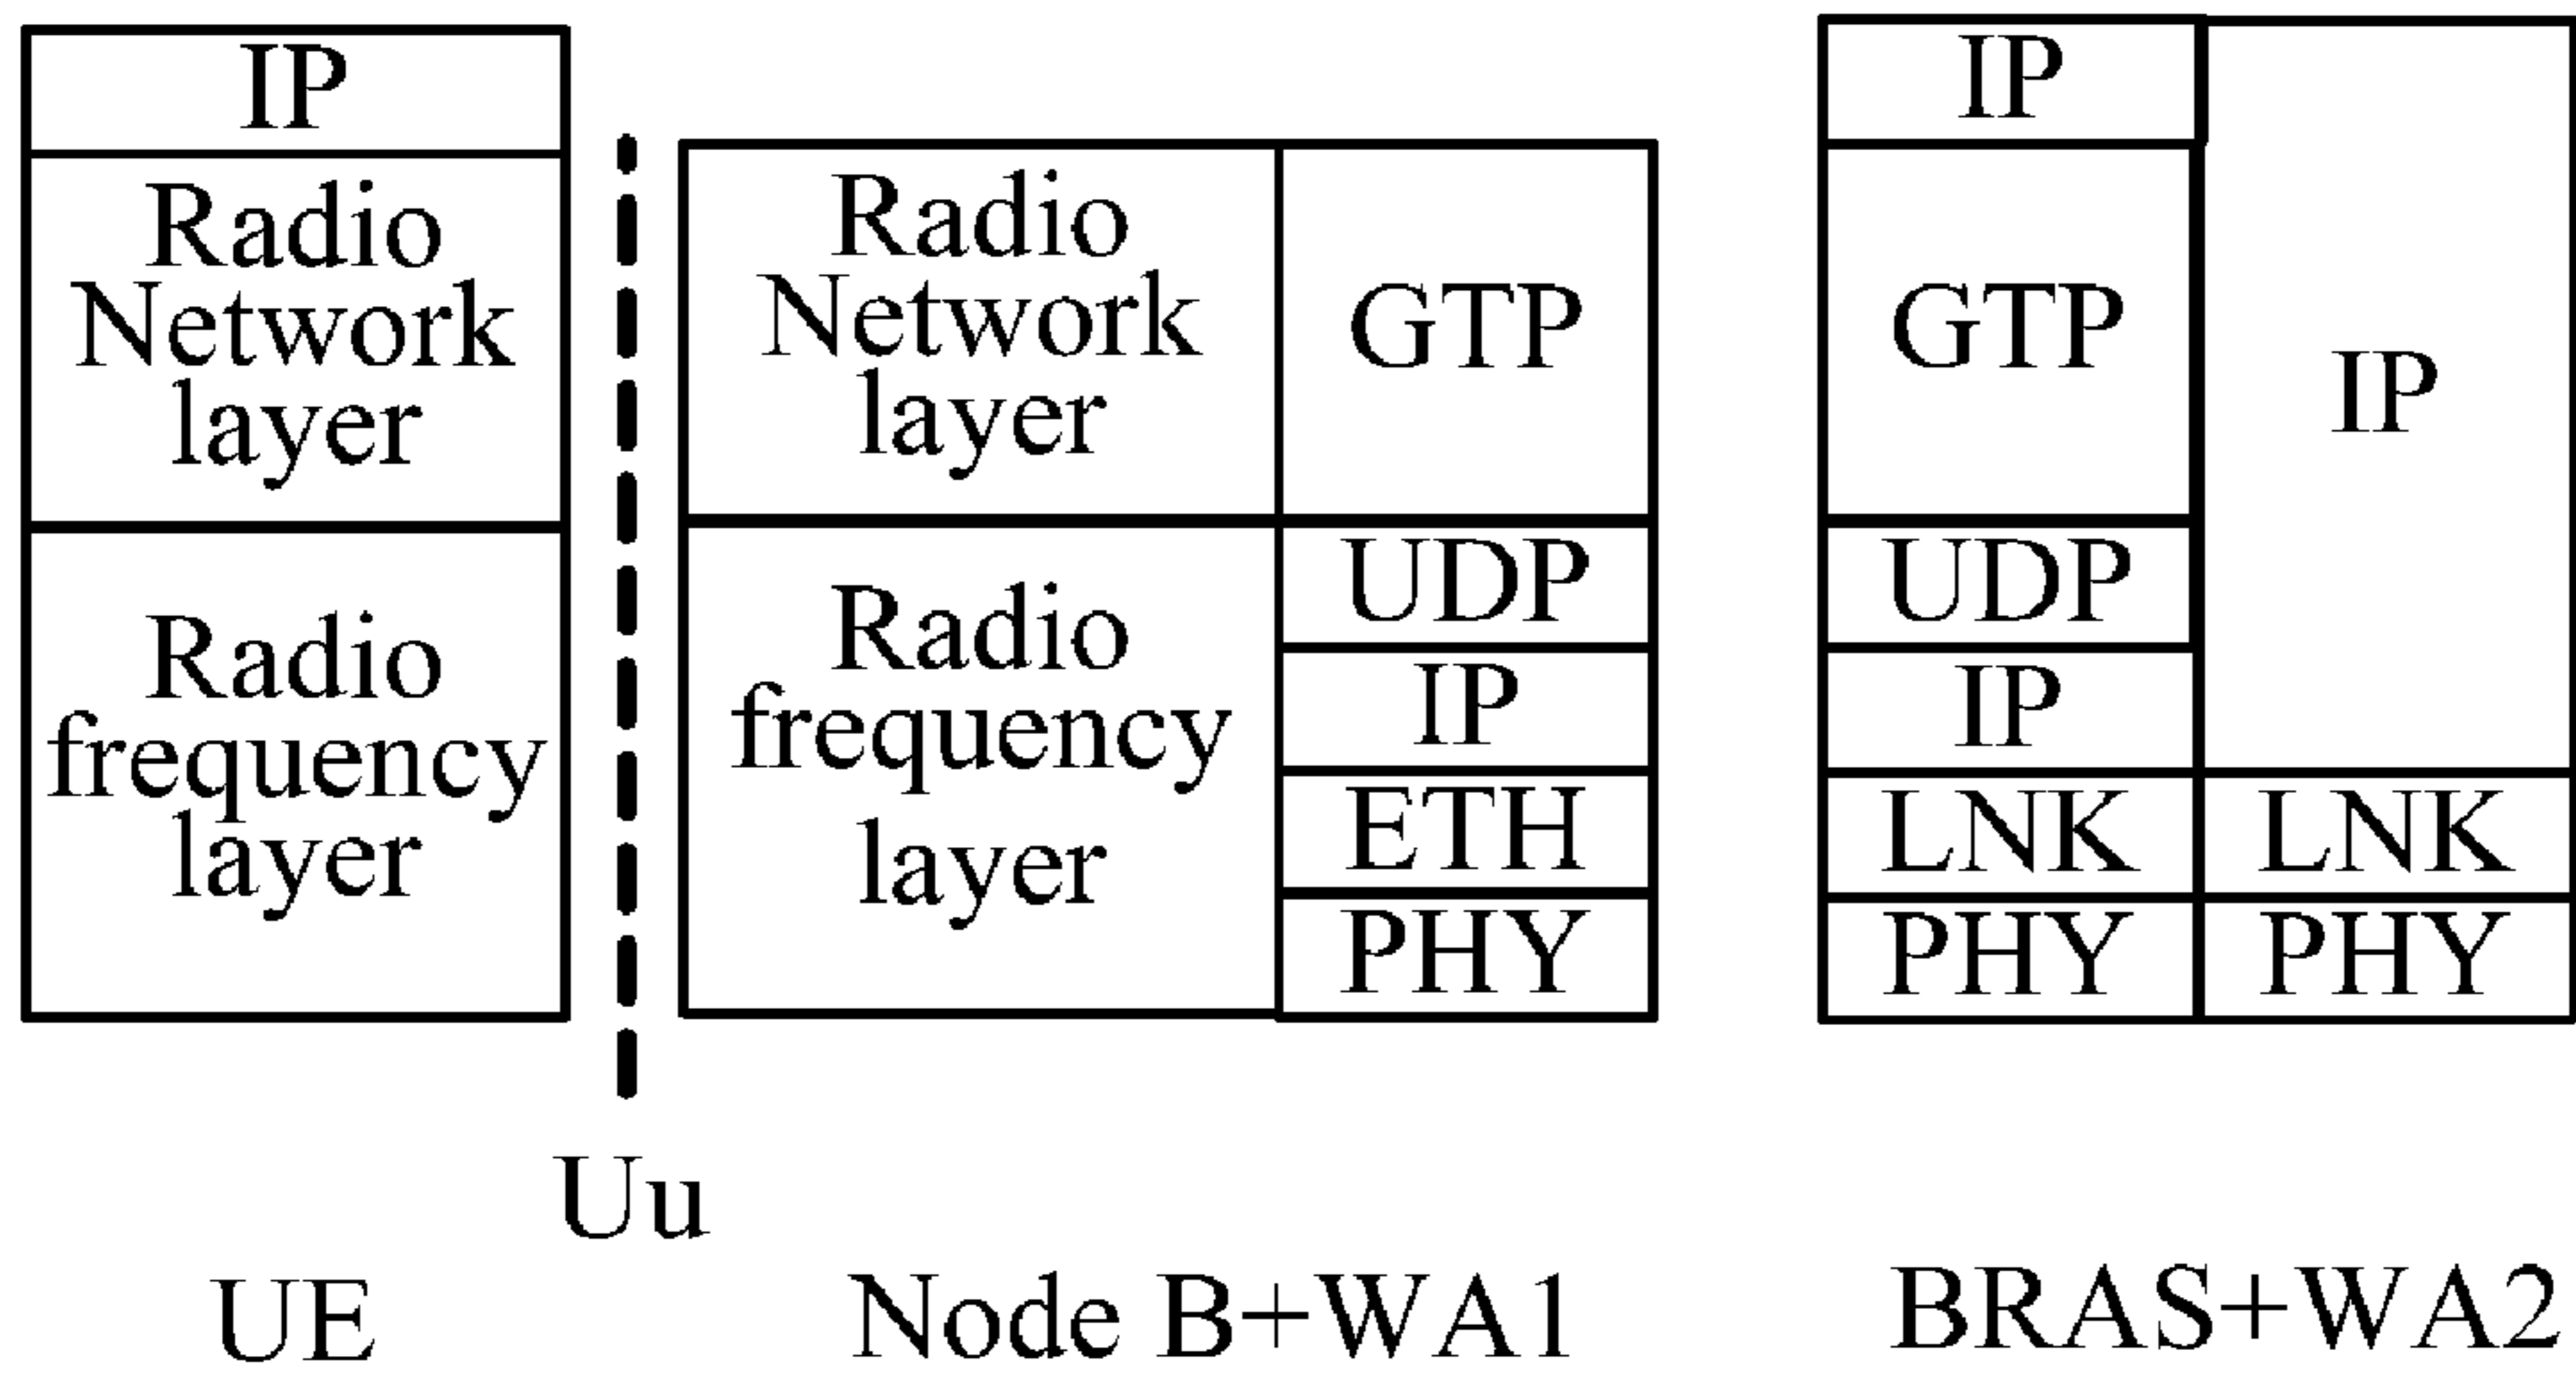 IP
Radio
Network
layer
Radio
frequency
layer
Radio
Network
layer
Radio
frequency
layer
GTP
UDP
IP
ETH
PHY
IP
GTP
UDP
IP
LNK
PHY
IP
LNK
PHY
Uu
UE
Node B+WA1
BRAS+WA2